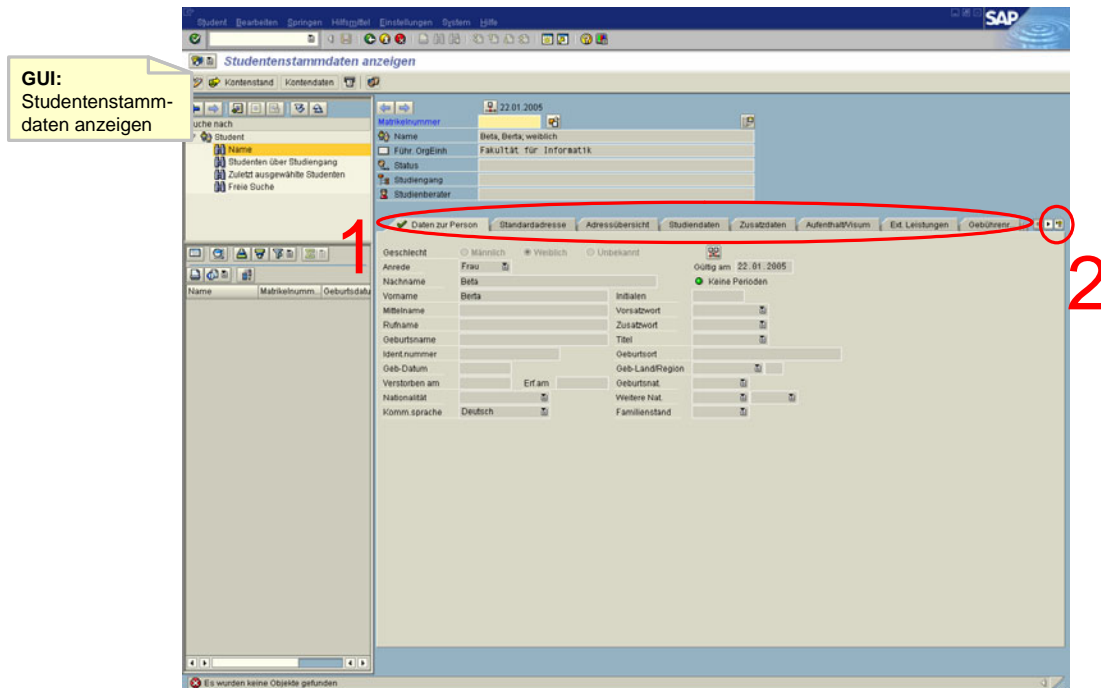 Student Bearbeiten Springen Hilfsmittel Einstellungen System Hilfe
SAP
Studentenstammdaten anzeigen
GUI:
Studentenstamm-
daten anzeigen
Kontenstand Kontendaten
22.01.2005
uche nach
Matrikelnummer
Student
Name Beta, Berta; weiblich
Name
Führ. OrgEinh Fakultät für Informatik
Studenten über Studiengang
Status
Zuletzt ausgewählte Studenten
Studiengang
Freie Suche
Studienberater
1
Daten zur Person Standardadresse Adressübersicht Studiendaten Zusatzdaten Aufenthalt/Visum Ext. Leistungen Gebührenr
2
Geschlecht Männlich Weiblich Unbekannt
Anrede Frau Gültig am 22.01.2005
Nachname Beta Keine Perioden
Name Matrikelnumm... Geburtsdatu
Vorname Berta Initialen
Mittelname Vorsatzwort
Rufname Zusatzwort
Geburtsname Titel
Ident.nummer Geburtsort
Geb-Datum Geb-Land/Region
Verstorben am Erf.am Geburtsnat.
Nationalität Weitere Nat.
Komm.sprache Deutsch Familienstand
Es wurden keine Objekte gefunden